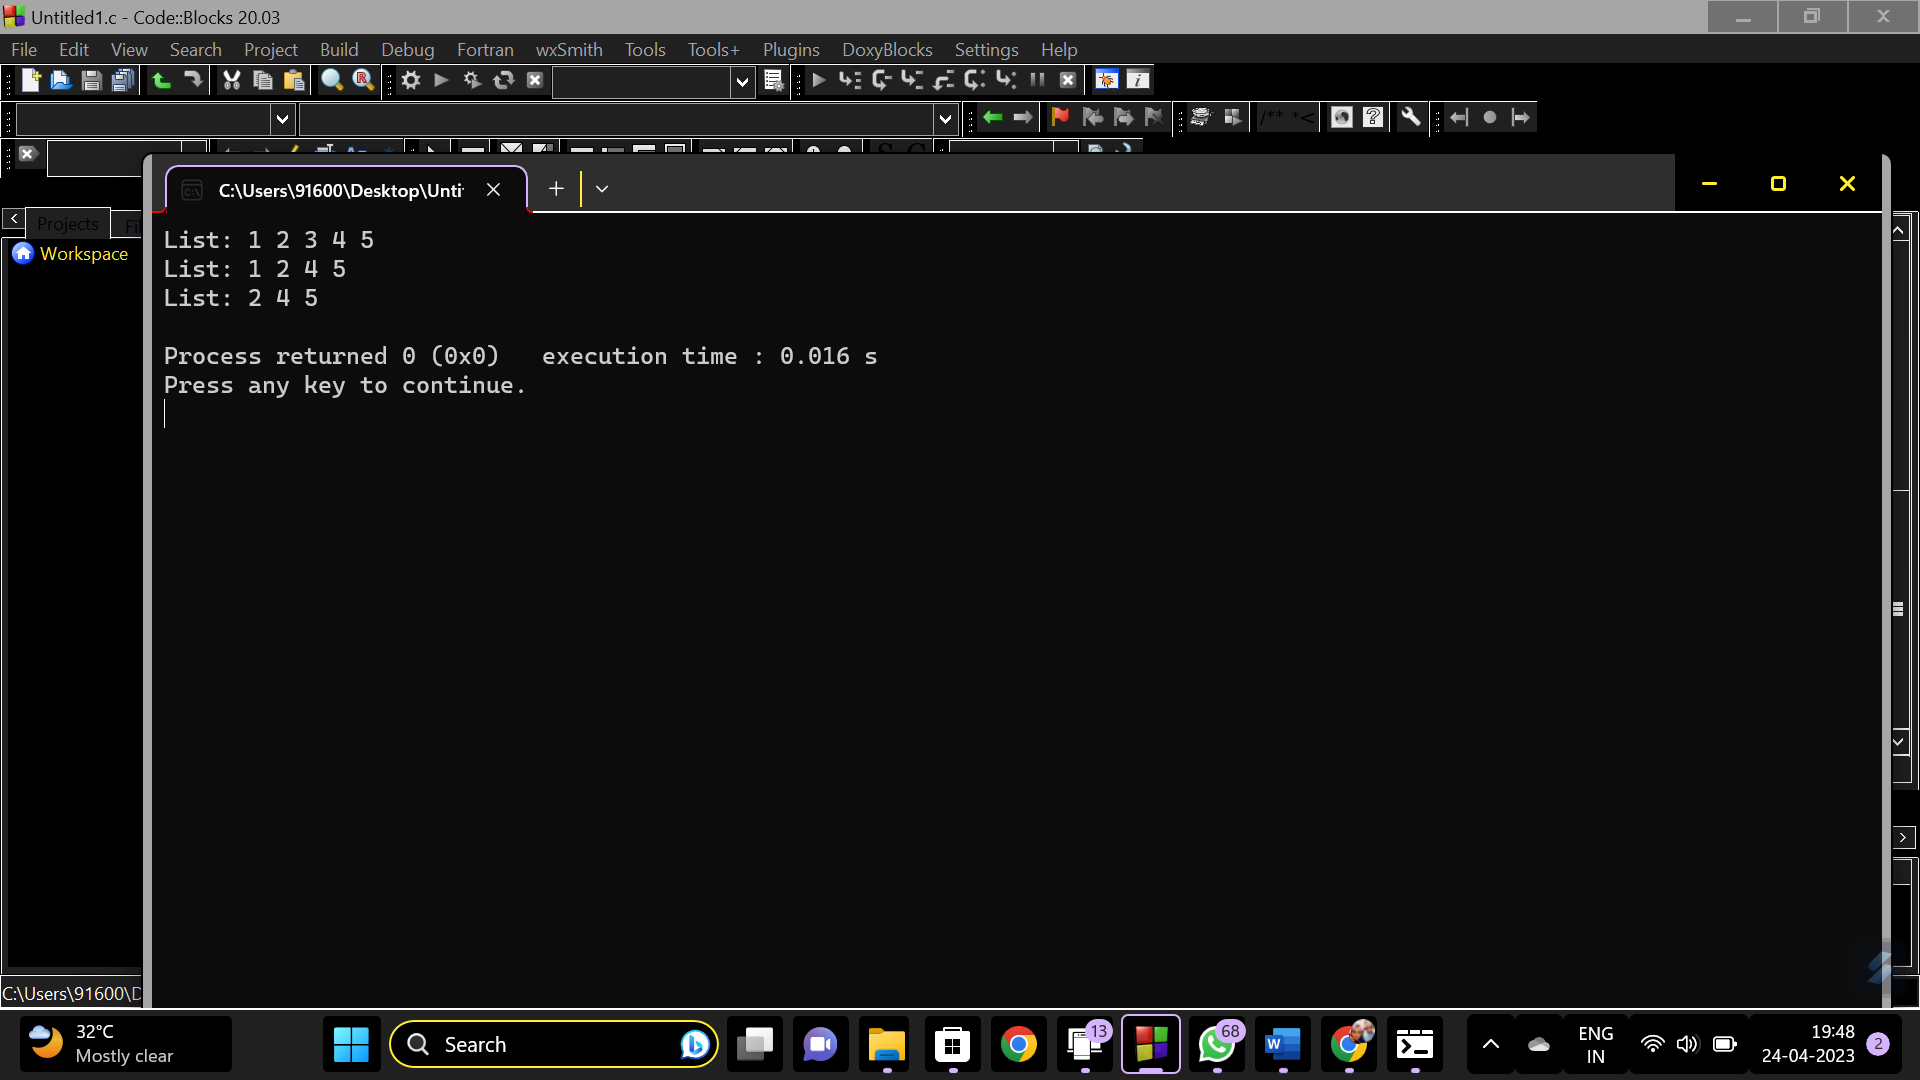 Untitled1.c - Code::Blocks 20.03
File Edit View Search Project Build Debug Fortran wxSmith Tools Tools+ Plugins DoxyBlocks Settings Help
/** *<
C:\Users\91600\Desktop\Unti
Projects
Workspace
List: 1 2 3 4 5
List: 1 2 4 5
List: 2 4 5
Process returned 0 (0x0)   execution time : 0.016 s
Press any key to continue.
C:\Users\91600\D
32°C
Mostly clear
Search
13
68
ENG
IN
19:48
24-04-2023
2